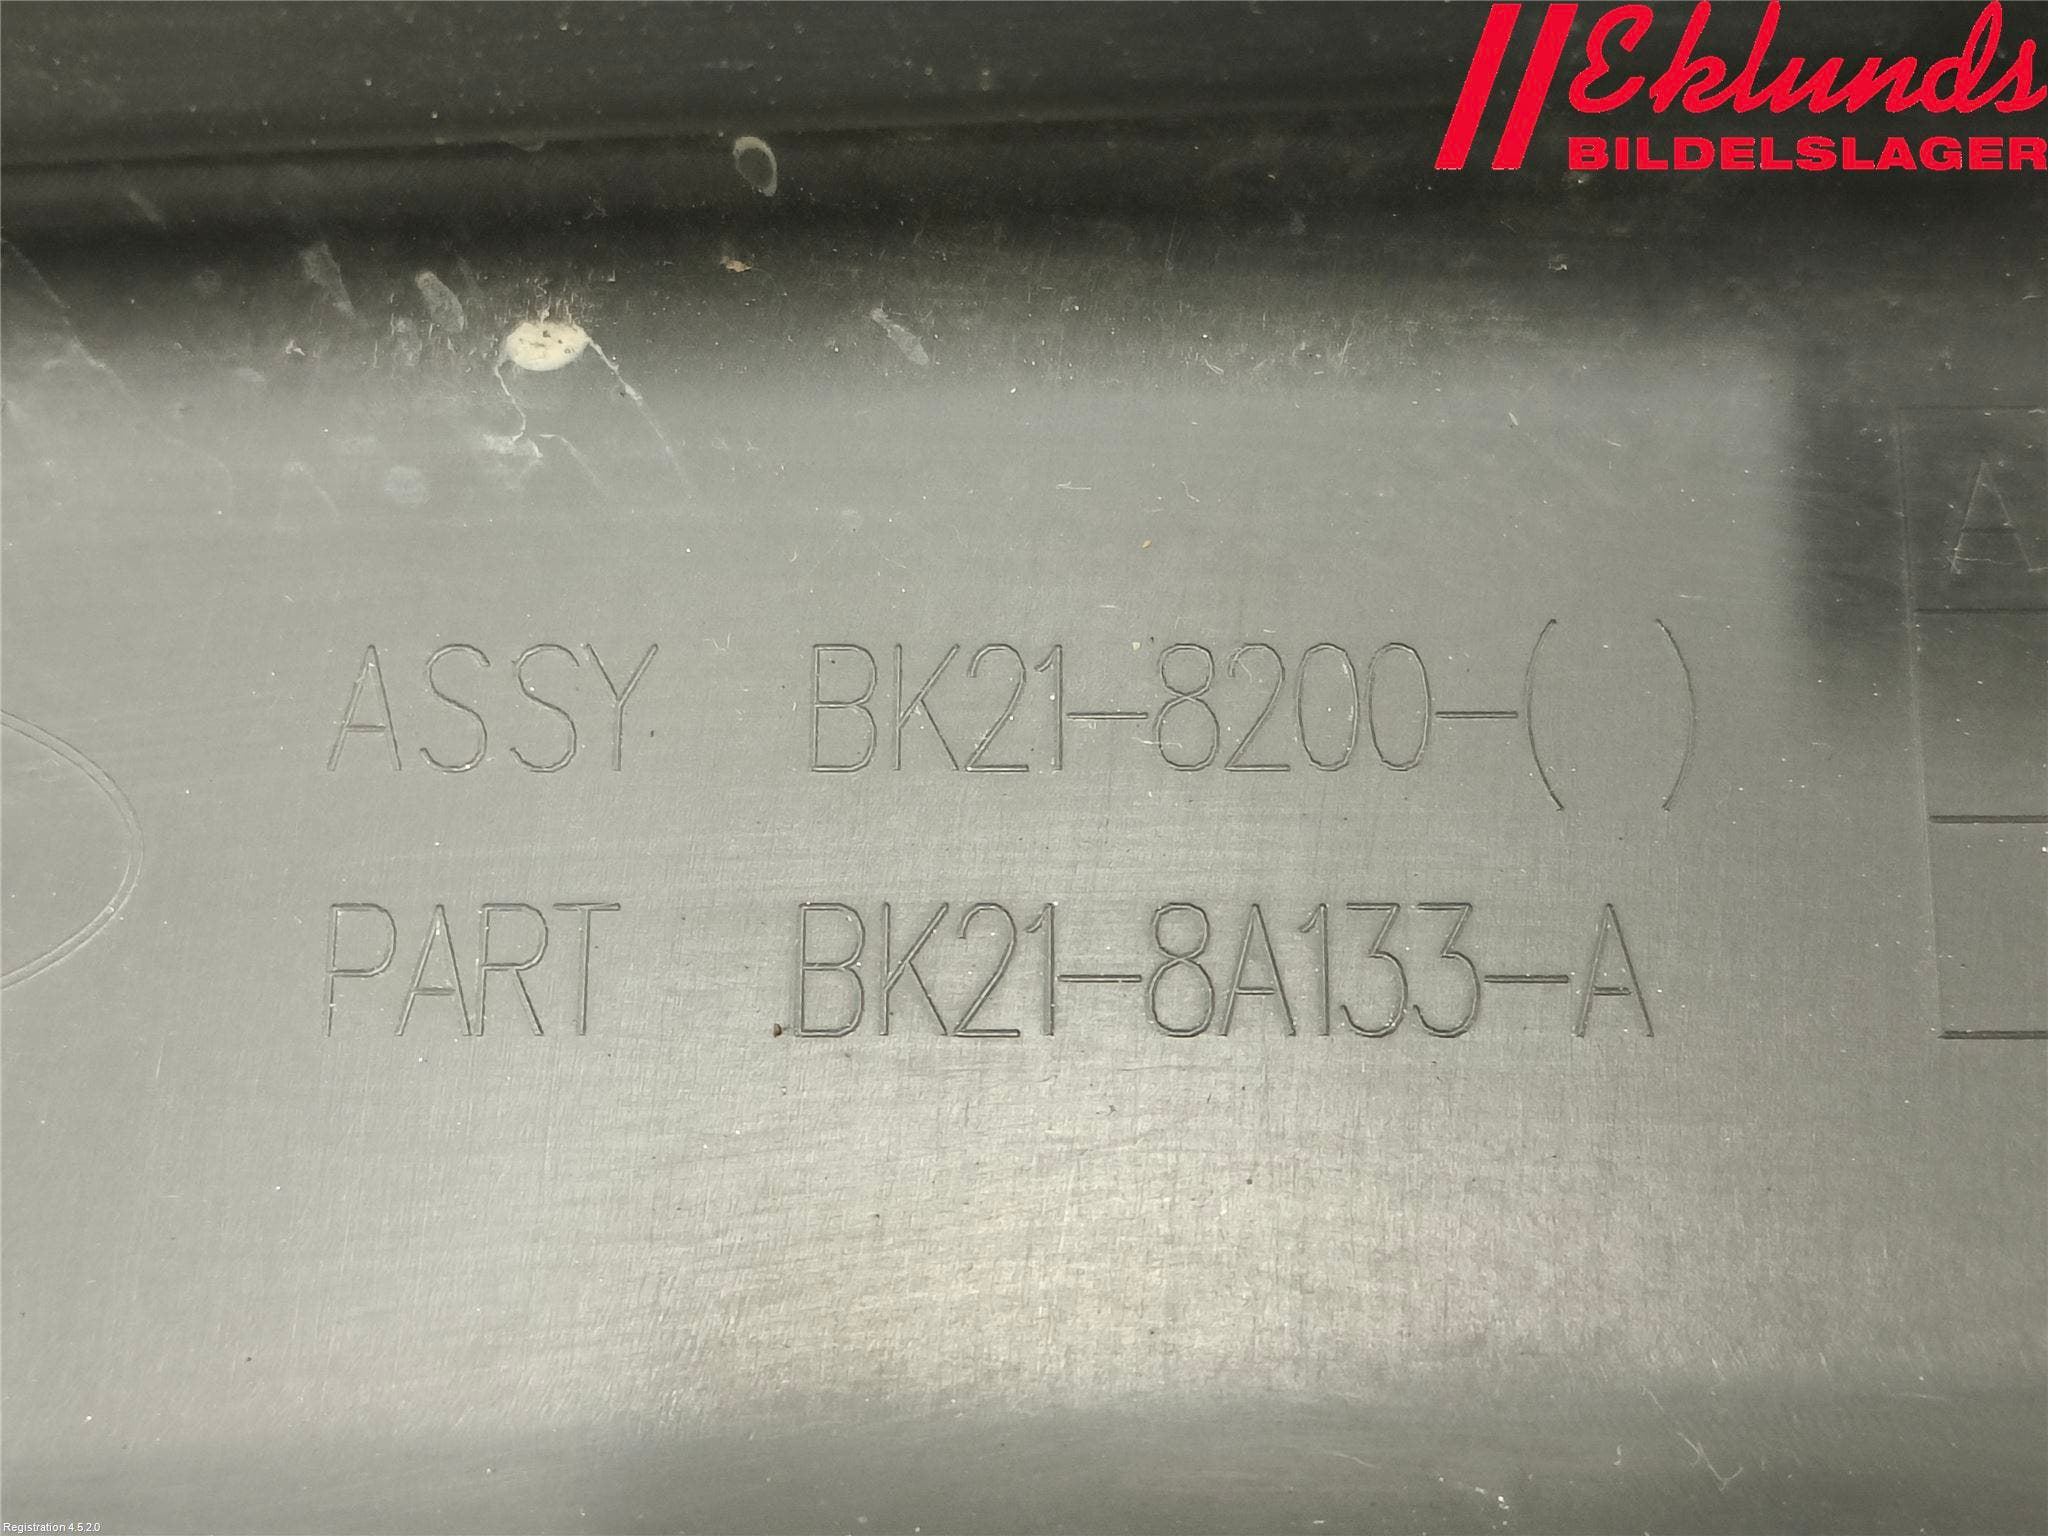 Eklunds
BILDELSLAGER
A
ASSY BK21-8200-( )
PART BK21-8A133-A
Registration 4.5.2.0